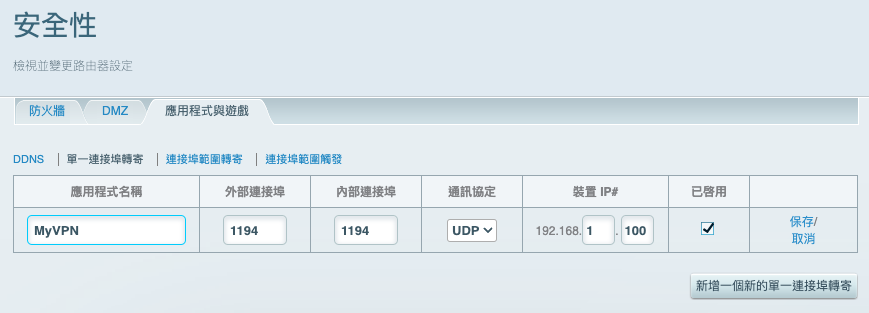 安全性
檢視並變更路由器設定
防火牆 DMZ 應用程式與遊戲
DDNS | 單一連接埠轉寄 | 連接埠範圍轉寄 | 連接埠範圍觸發
應用程式名稱 外部連接埠 內部連接埠 通訊協定 裝置 IP# 已啓用
MyVPN 1194 1194 UDP 192.168. 1 . 100 保存/
取消
新增一個新的單一連接埠轉寄